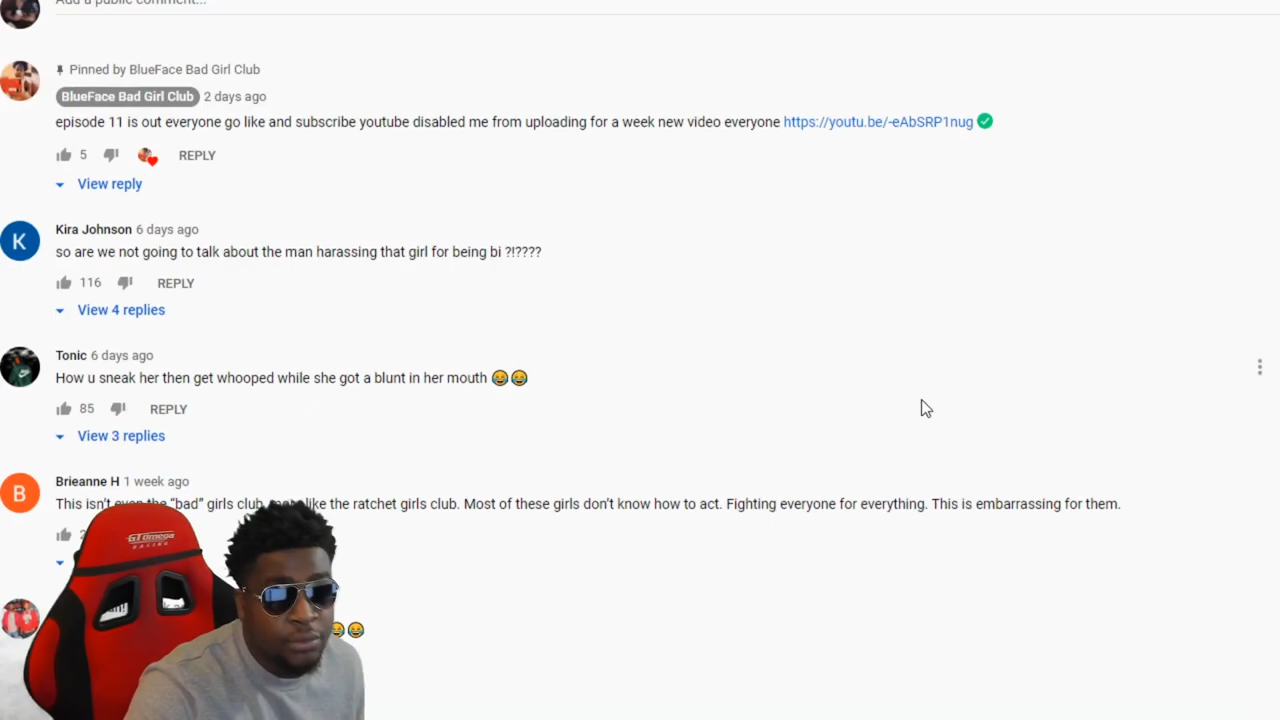 Add a public comment...
Pinned by BlueFace Bad Girl Club
BlueFace Bad Girl Club 2 days ago
episode 11 is out everyone go like and subscribe youtube disabled me from uploading for a week new video everyone https://youtu.be/-eAbSRP1nug
5 REPLY
View reply
K
Kira Johnson 6 days ago
so are we not going to talk about the man harassing that girl for being bi ?!????
116 REPLY
View 4 replies
Tonic 6 days ago
How u sneak her then get whooped while she got a blunt in her mouth 😂😂
85 REPLY
View 3 replies
B
Brieanne H 1 week ago
This isn't even the "bad" girls club, like the ratchet girls club. Most of these girls don't know how to act. Fighting everyone for everything. This is embarrassing for them.
GT Omega
RACING
😂😂